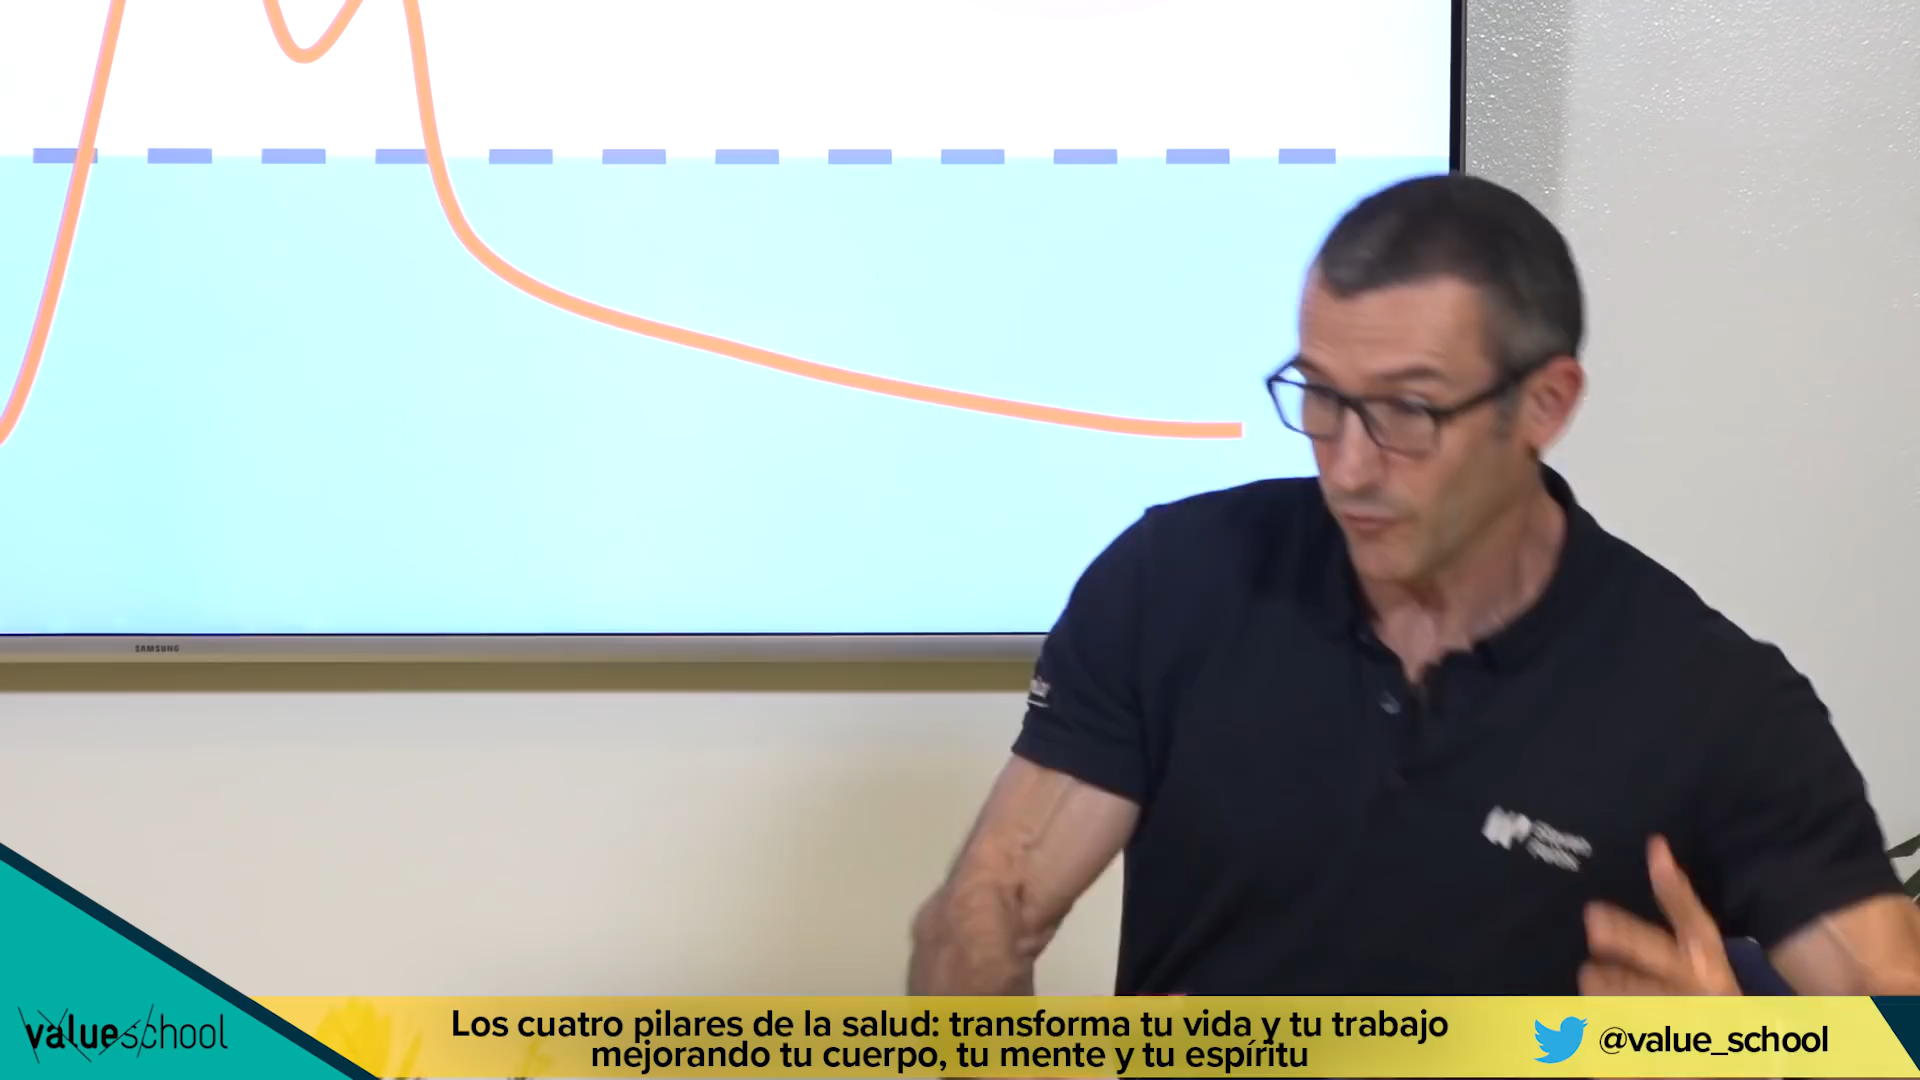 SAMSUNG
valueschool
Los cuatro pilares de la salud: transforma tu vida y tu trabajo
mejorando tu cuerpo, tu mente y tu espíritu
@value_school